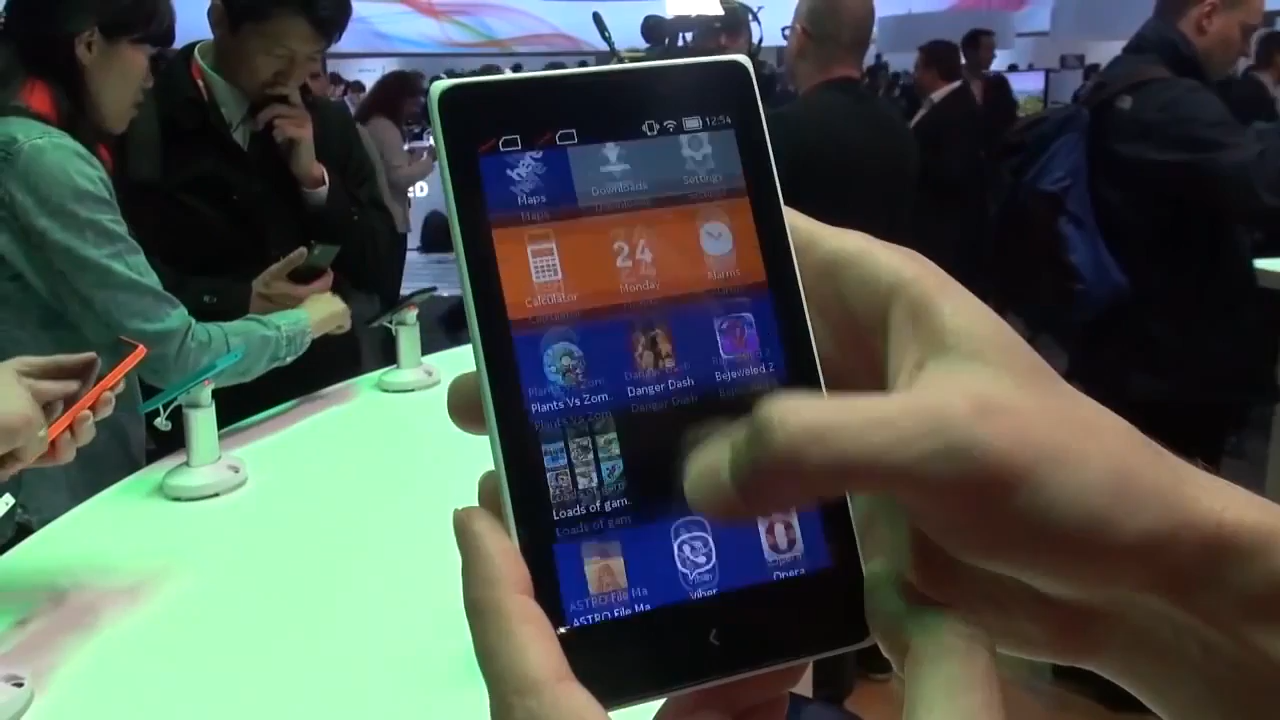 12:54
here
Maps
Downloads
Settings
Calculator
24
Monday
Alarms
Plants Vs Zom..
Danger Dash
Bejeweled 2
Loads of gam..
ASTRO File Ma
Viber
Opera